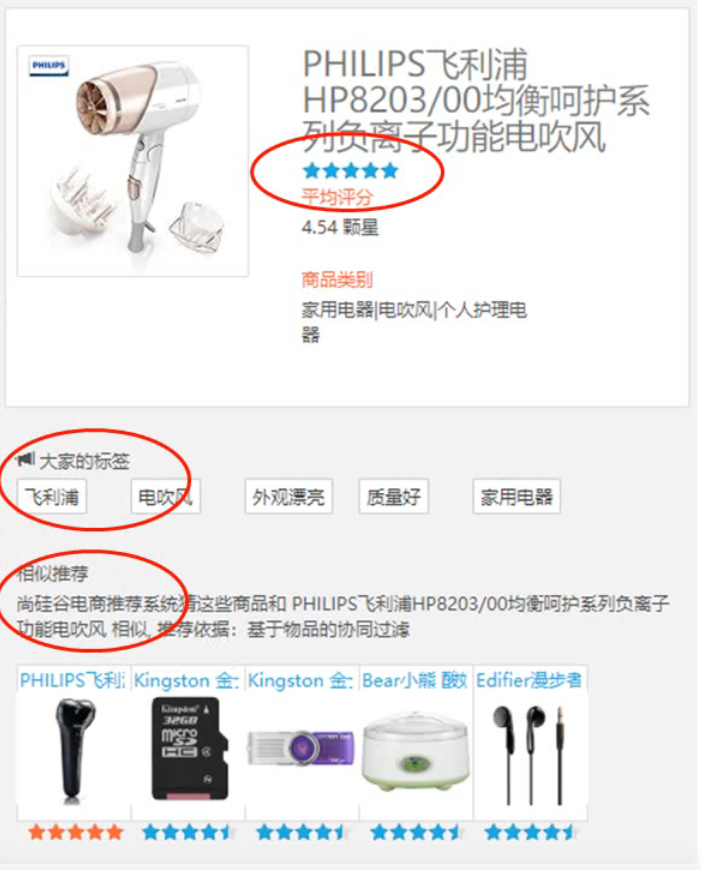 PHILIPS
PHILIPS飞利浦
HP8203/00均衡呵护系
列负离子功能电吹风
平均评分
4.54 颗星
商品类别
家用电器|电吹风|个人护理电
器
大家的标签
飞利浦 电吹风 外观漂亮 质量好 家用电器
相似推荐
尚硅谷电商推荐系统猜这些商品和 PHILIPS飞利浦HP8203/00均衡呵护系列负离子
功能电吹风 相似, 推荐依据：基于物品的协同过滤
PHILIPS飞利 Kingston 金 Kingston 金 Bear小熊 酸 Edifier漫步者
Kingston
32GB
micro
SD
HC